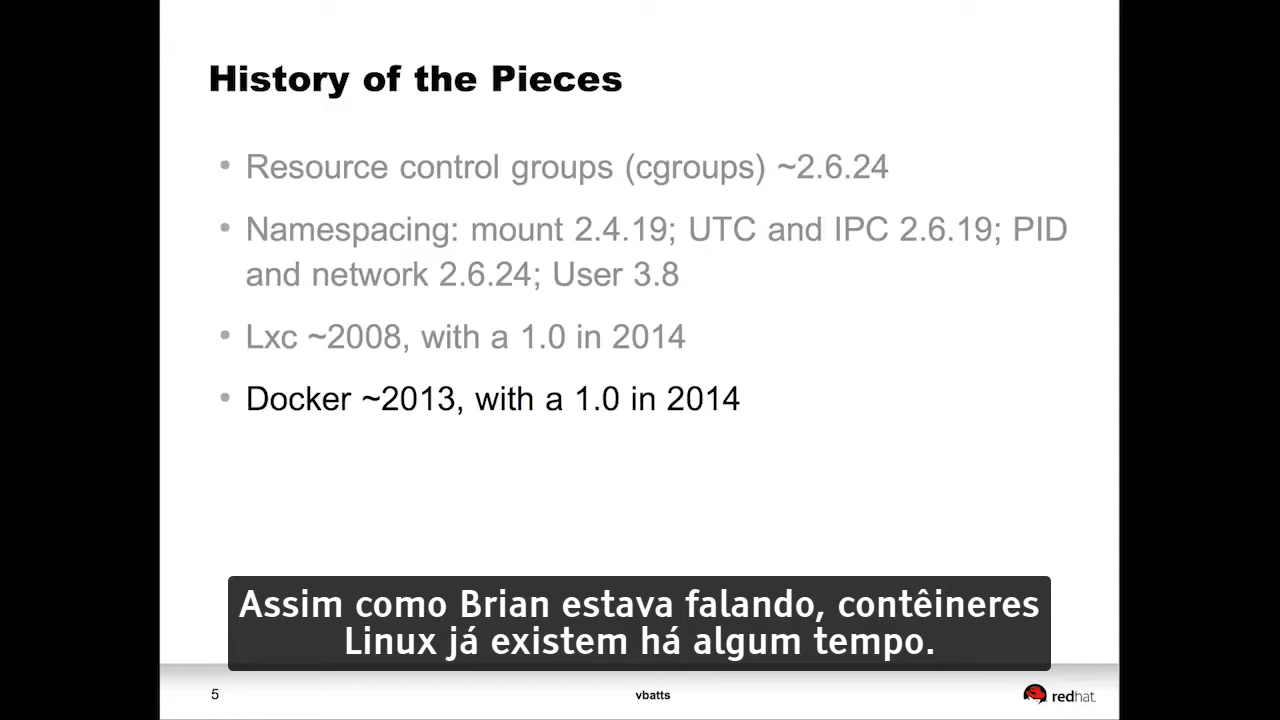 History of the Pieces
• Resource control groups (cgroups) ~2.6.24
• Namespacing: mount 2.4.19; UTC and IPC 2.6.19; PID
and network 2.6.24; User 3.8
• Lxc ~2008, with a 1.0 in 2014
• Docker ~2013, with a 1.0 in 2014
Assim como Brian estava falando, contêineres
Linux já existem há algum tempo.
5
vbatts
redhat.